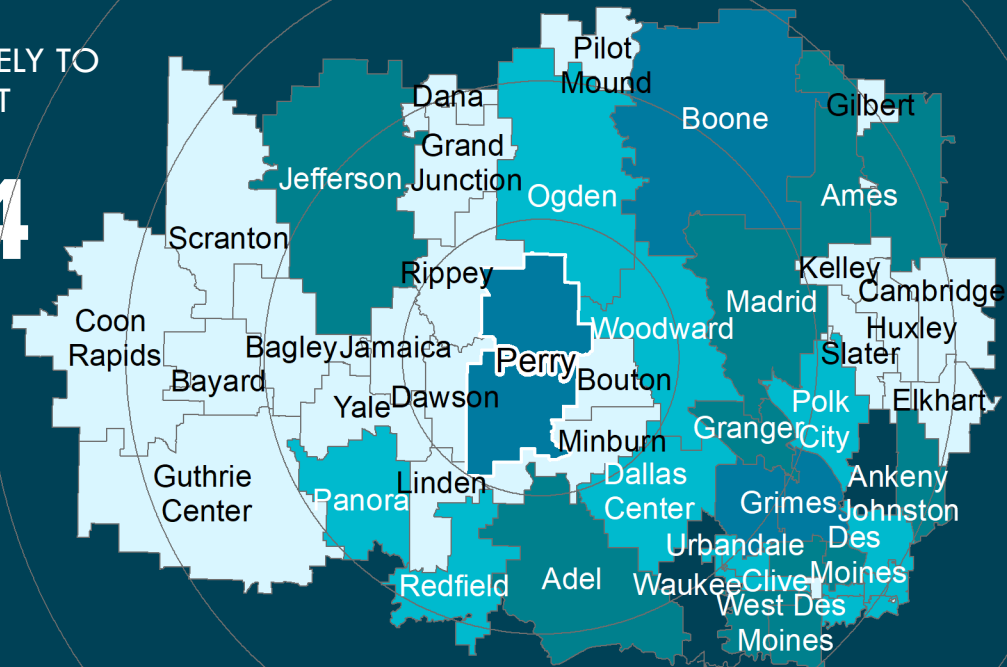 ELY TO
T
4
Pilot
Mound
Dana
Gilbert
Boone
Grand
Junction
Jefferson
Ogden
Ames
Scranton
Rippey
Kelley
Cambridge
Madrid
Coon
Rapids
Woodward
Huxley
Bagley
Jamaica
Slater
Perry
Bayard
Bouton
Yale
Dawson
Polk
City
Elkhart
Granger
Minburn
Guthrie
Center
Linden
Dallas
Center
Ankeny
Panora
Grimes
Johnston
Urbandale
Des
Moines
Redfield
Adel
Waukee
Clive
West Des
Moines